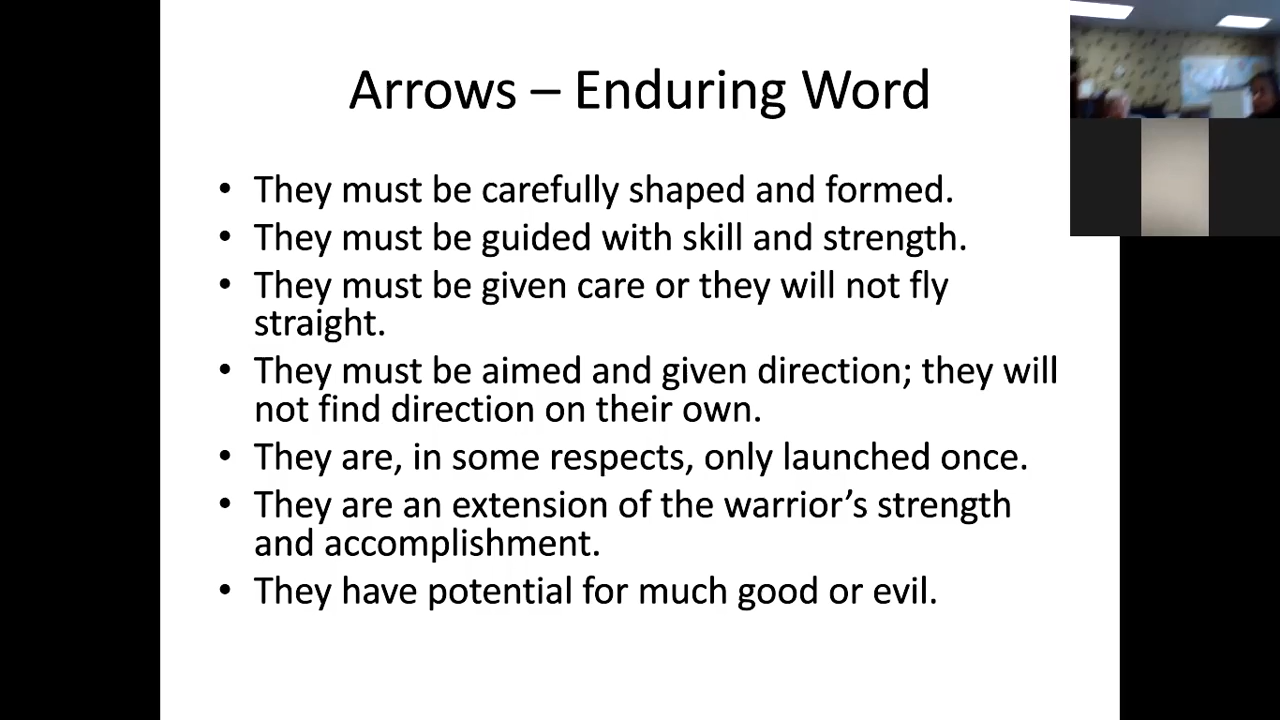 Arrows – Enduring Word
• They must be carefully shaped and formed.
• They must be guided with skill and strength.
• They must be given care or they will not fly
straight.
• They must be aimed and given direction; they will
not find direction on their own.
• They are, in some respects, only launched once.
• They are an extension of the warrior’s strength
and accomplishment.
• They have potential for much good or evil.